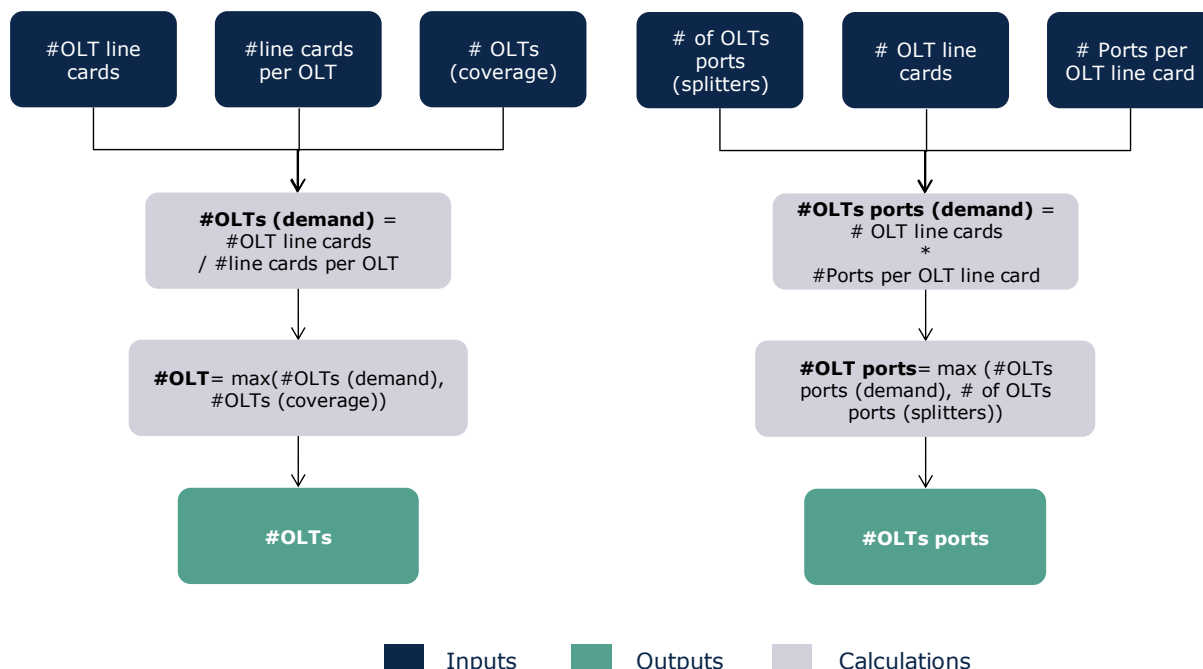 #OLT line
cards
#line cards
per OLT
# OLTs
(coverage)
# of OLTs
ports
(splitters)
# OLT line
cards
# Ports per
OLT line card
#OLTs (demand) =
#OLT line cards
/ #line cards per OLT
#OLTs ports (demand) =
# OLT line cards
*
#Ports per OLT line card
#OLT= max(#OLTs (demand),
#OLTs (coverage))
#OLT ports= max (#OLTs
ports (demand), # of OLTs
ports (splitters))
#OLTs
#OLTs ports
Inputs
Outputs
Calculations